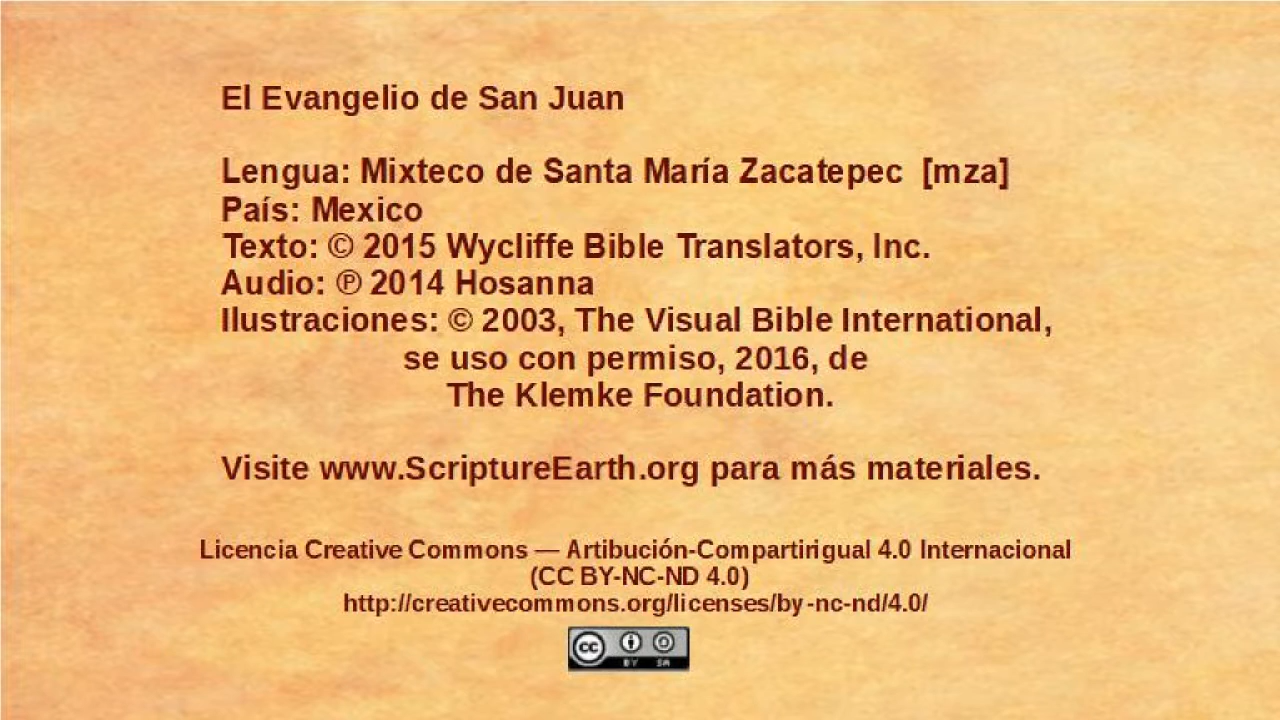 El Evangelio de San Juan
Lengua: Mixteco de Santa María Zacatepec [mza]
País: Mexico
Texto: © 2015 Wycliffe Bible Translators, Inc.
Audio: ℗ 2014 Hosanna
Ilustraciones: © 2003, The Visual Bible International,
se uso con permiso, 2016, de
The Klemke Foundation.
Visite www.ScriptureEarth.org para más materiales.
Licencia Creative Commons — Artibución-Compartirigual 4.0 Internacional
(CC BY-NC-ND 4.0)
http://creativecommons.org/licenses/by-nc-nd/4.0/
cc BY SA